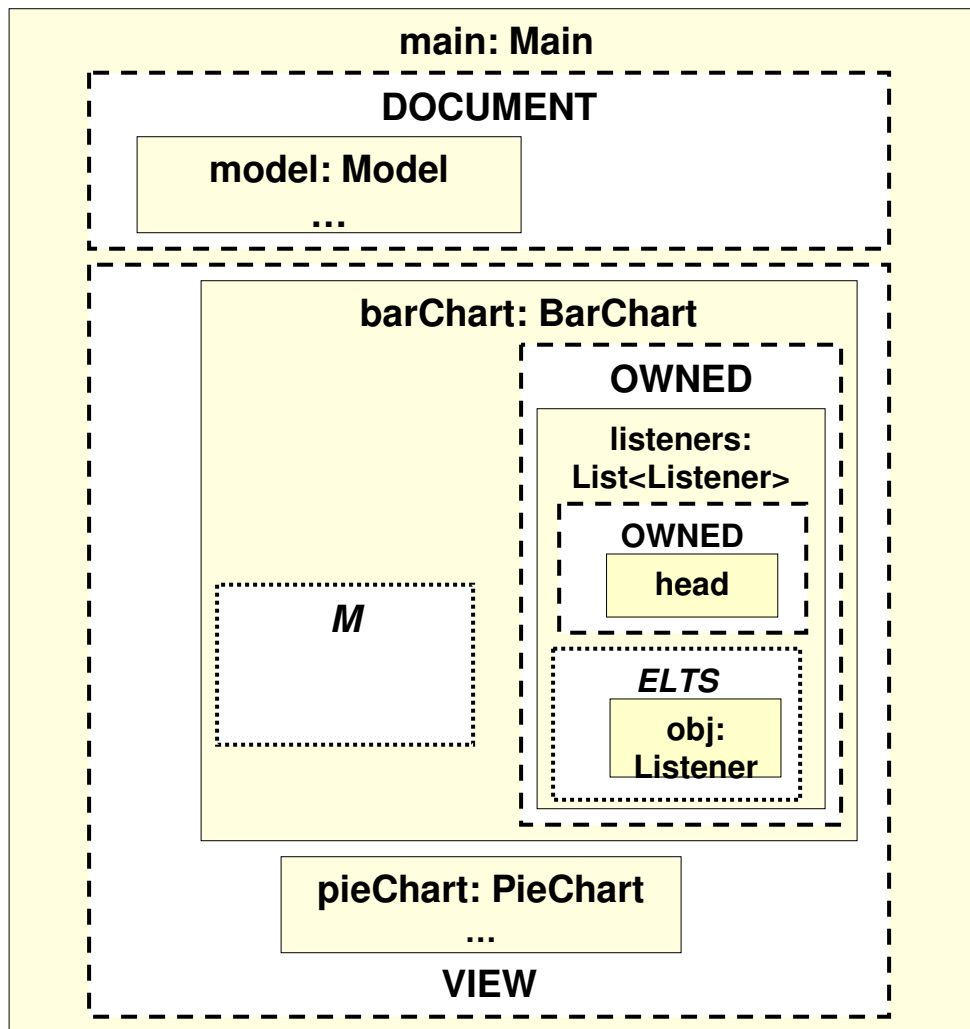 main: Main
DOCUMENT
model: Model
...
barChart: BarChart
OWNED
listeners:
List<Listener>
OWNED
head
M
ELTS
obj:
Listener
pieChart: PieChart
...
VIEW